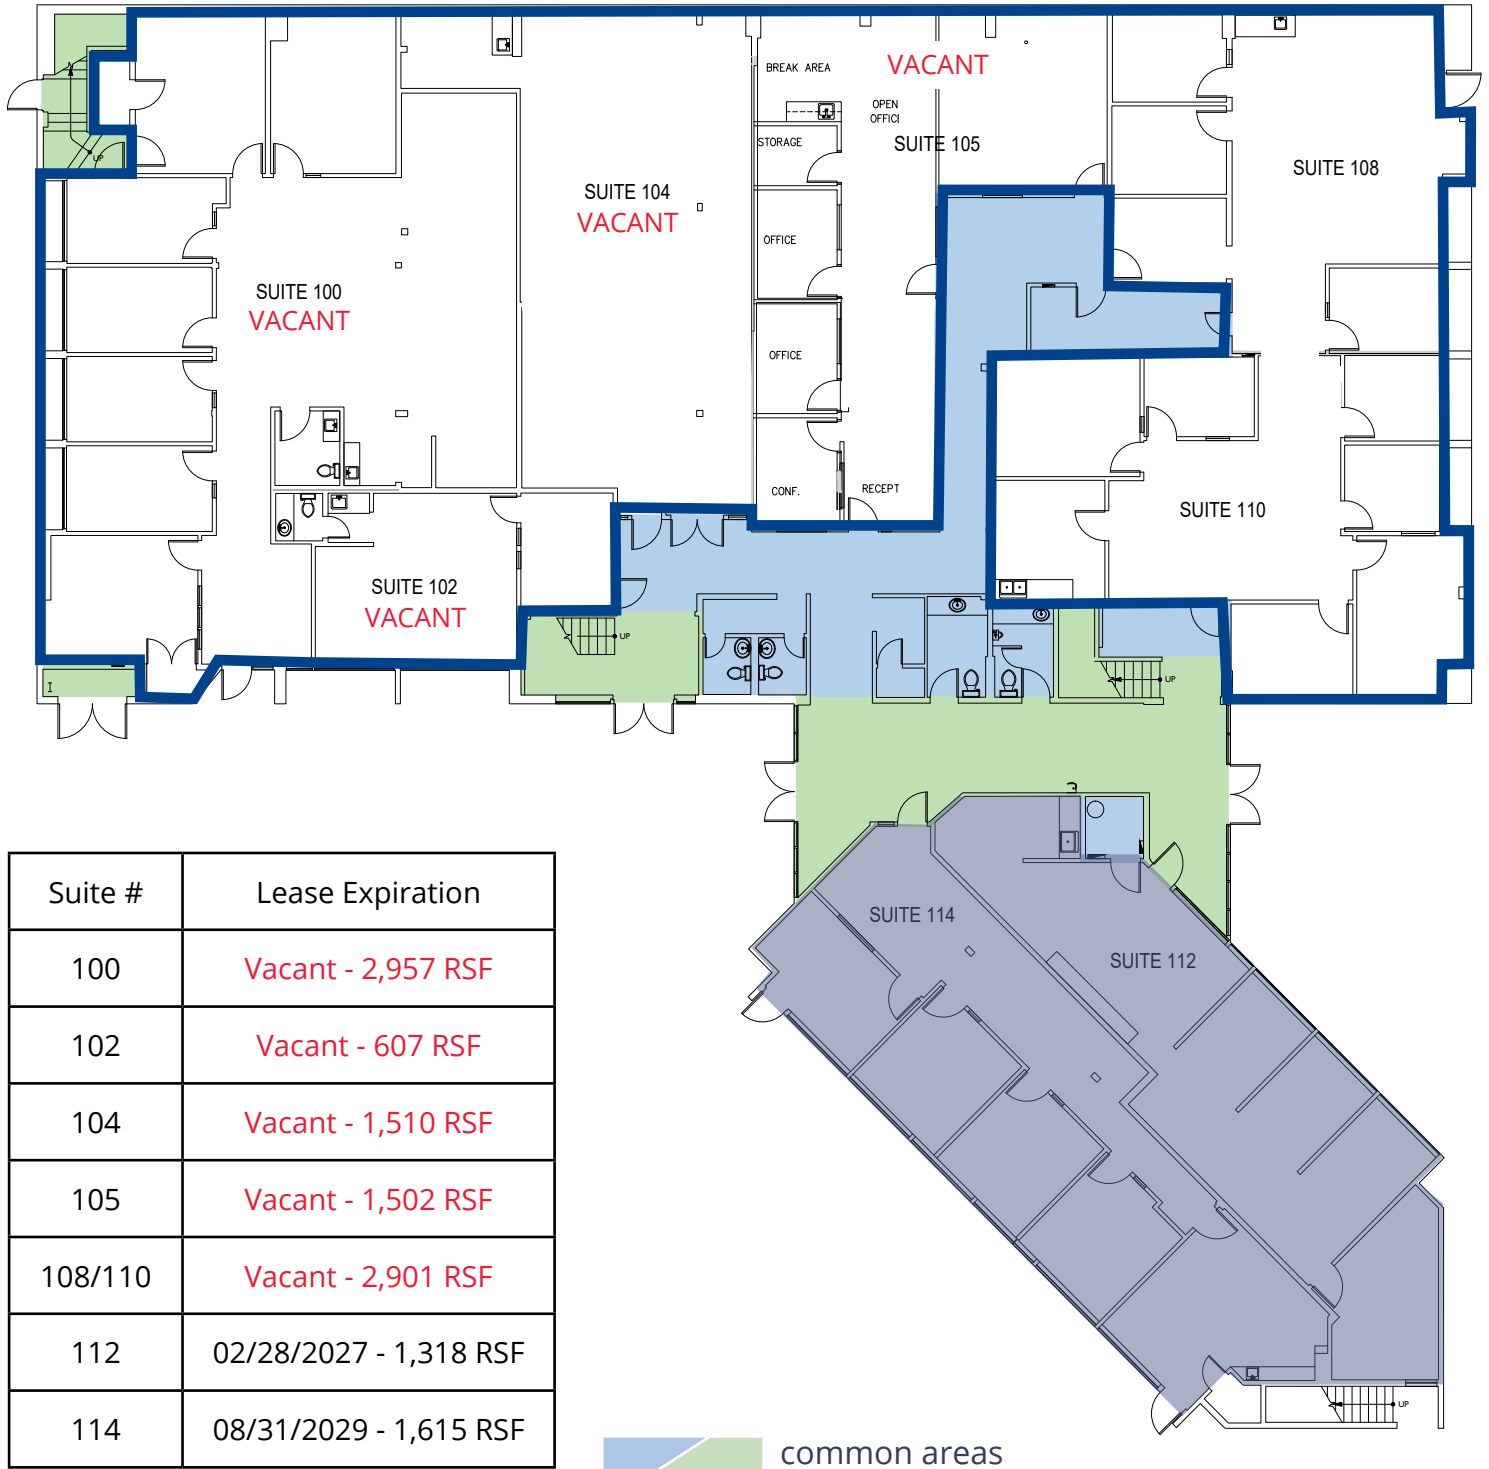 BREAK AREA
VACANT
OPEN
OFFICI
STORAGE
SUITE 105
SUITE 108
UP
SUITE 104
VACANT
OFFICE
SUITE 100
VACANT
OFFICE
CONF.
RECEPT
SUITE 110
SUITE 102
VACANT
UP
UP
I
SUITE 114
SUITE 112
UP
Suite # Lease Expiration
100 Vacant - 2,957 RSF
102 Vacant - 607 RSF
104 Vacant - 1,510 RSF
105 Vacant - 1,502 RSF
108/110 Vacant - 2,901 RSF
112 02/28/2027 - 1,318 RSF
114 08/31/2029 - 1,615 RSF
common areas